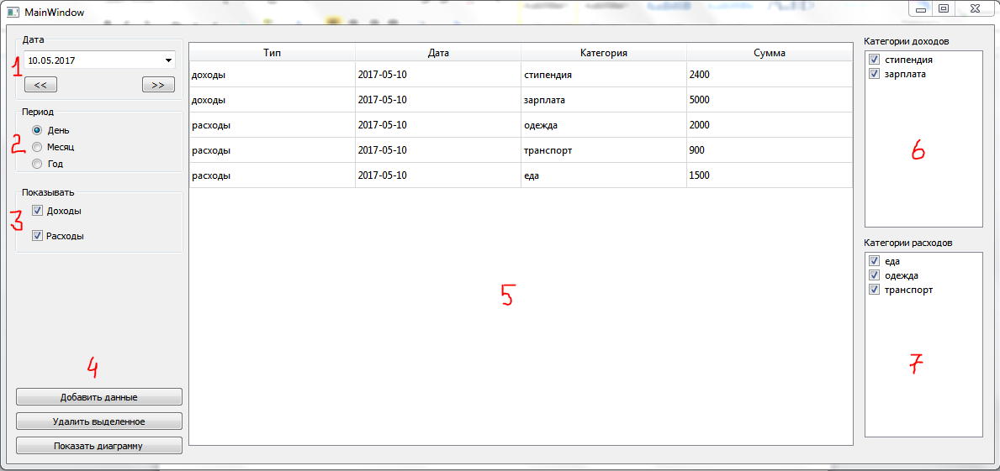 MainWindow
Дата
1
10.05.2017
<< >>
Период
2
День
Месяц
Год
Показывать
3
Доходы
Расходы
4
Добавить данные
Удалить выделенное
Показать диаграмму
Тип Дата Категория Сумма
доходы 2017-05-10 стипендия 2400
доходы 2017-05-10 зарплата 5000
расходы 2017-05-10 одежда 2000
расходы 2017-05-10 транспорт 900
расходы 2017-05-10 еда 1500
5
Категории доходов
стипендия
зарплата
6
Категории расходов
еда
одежда
транспорт
7